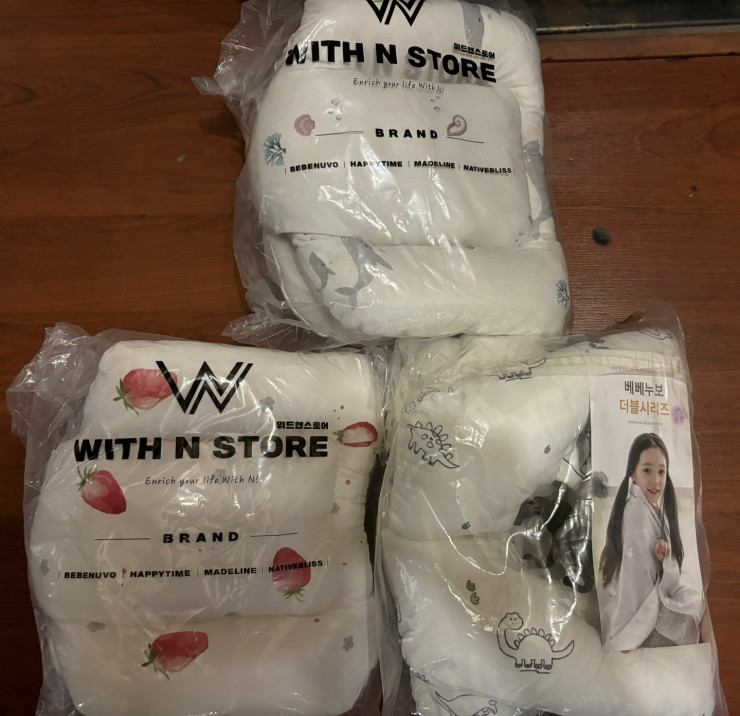 WITH N STORE
위드앤스토어
Enrich your life With N!
BRAND
BEBENUVO | HAPPYTIME | MADELINE | NATIVEBLISS
위드앤스토어
WITH N STORE
Enrich your life With N!
BRAND
BEBENUVO | HAPPYTIME | MADELINE | NATIVEBLISS
베베누보
더블시리즈